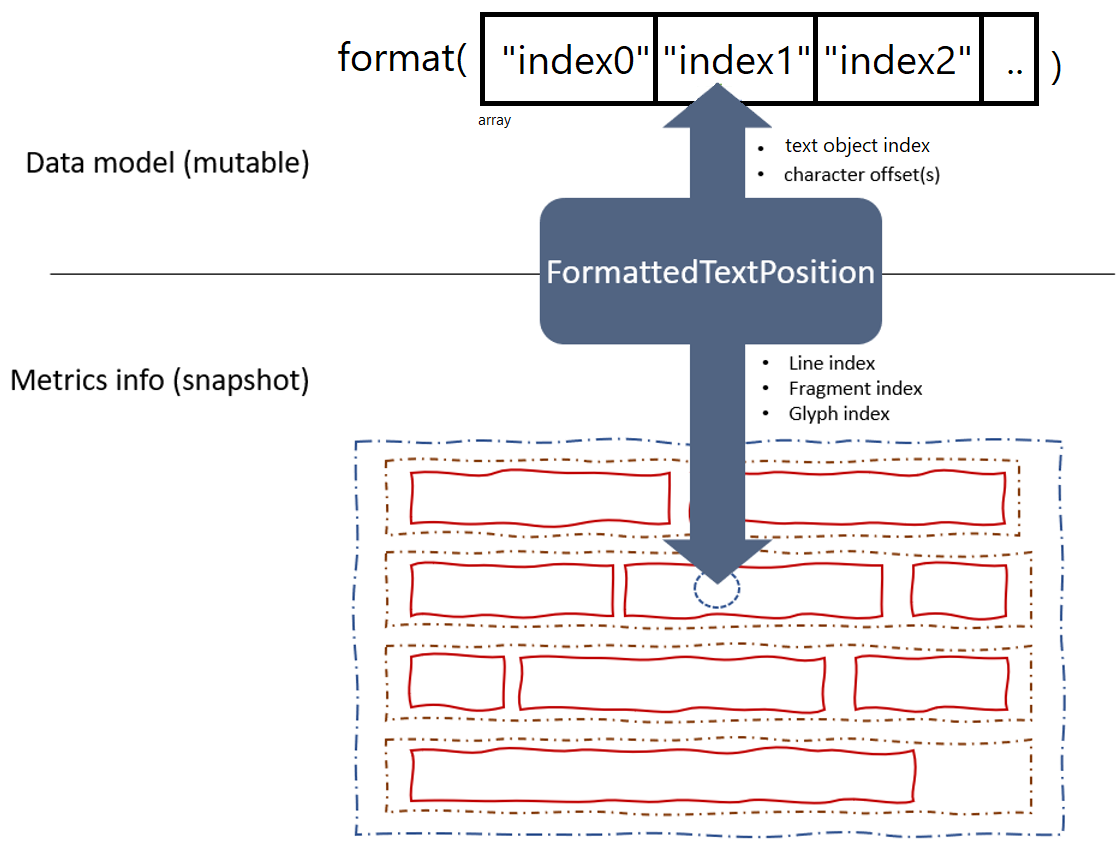 format( "index0" "index1" "index2" .. )
array
Data model (mutable)
• text object index
• character offset(s)
FormattedTextPosition
Metrics info (snapshot)
• Line index
• Fragment index
• Glyph index